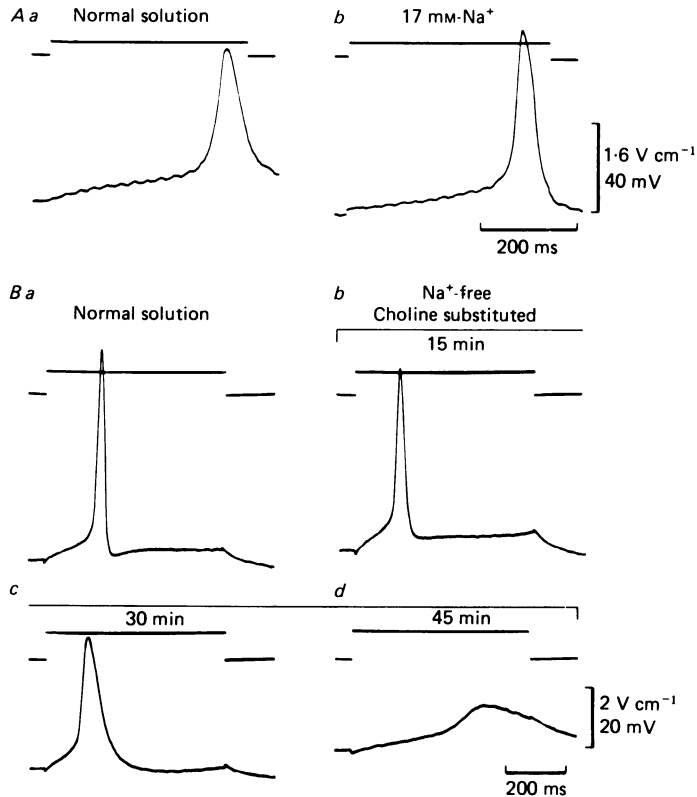 A a Normal solution
b 17 mM-Na⁺
1·6 V cm⁻¹
40 mV
200 ms
B a
Normal solution
b Na⁺-free
Choline substituted
15 min
c
30 min
d
45 min
2 V cm⁻¹
20 mV
200 ms